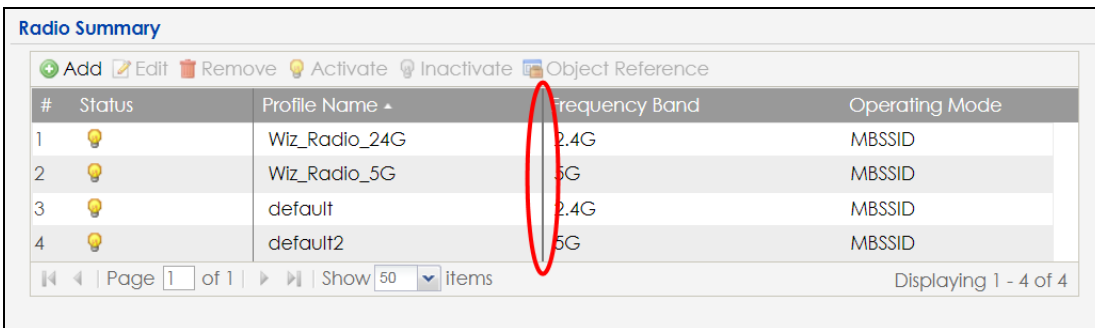 Radio Summary
Add Edit Remove Activate Inactivate Object Reference
# Status Profile Name Frequency Band Operating Mode
1 Wiz_Radio_24G 2.4G MBSSID
2 Wiz_Radio_5G 5G MBSSID
3 default 2.4G MBSSID
4 default2 5G MBSSID
Page 1 of 1 Show 50 items Displaying 1 - 4 of 4